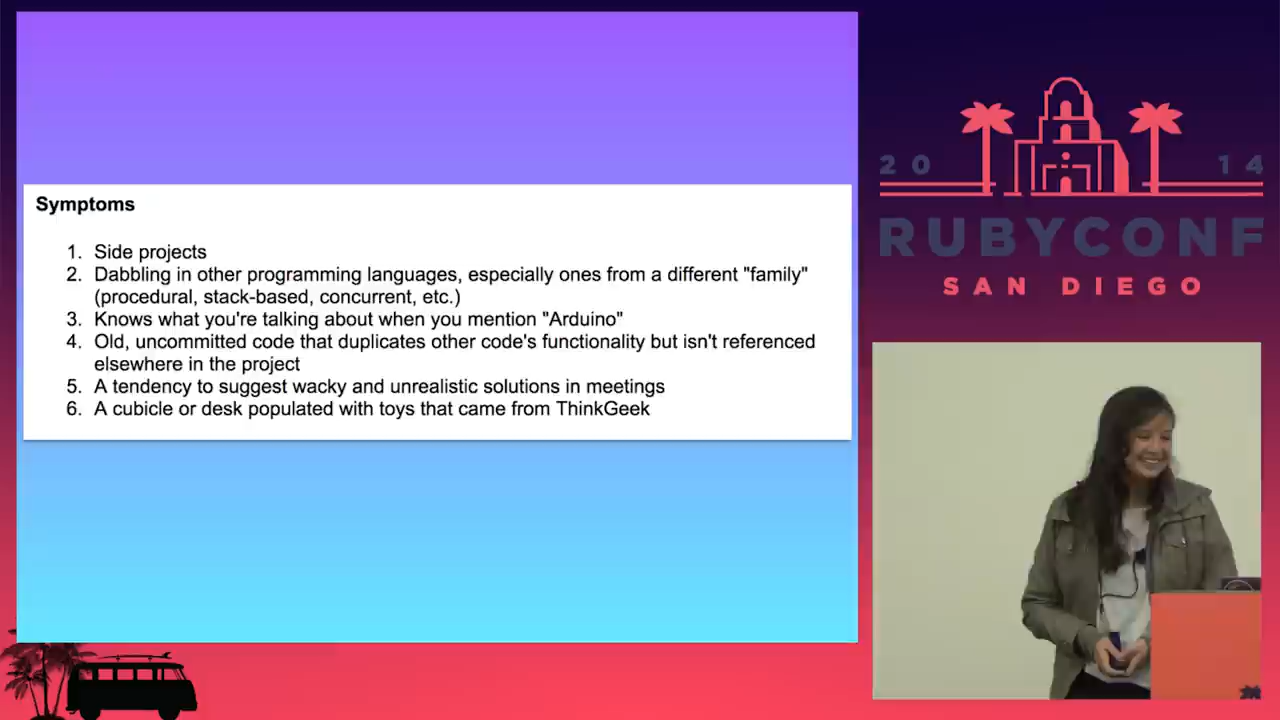 Symptoms
1. Side projects
2. Dabbling in other programming languages, especially ones from a different "family"
(procedural, stack-based, concurrent, etc.)
3. Knows what you're talking about when you mention "Arduino"
4. Old, uncommitted code that duplicates other code's functionality but isn't referenced
elsewhere in the project
5. A tendency to suggest wacky and unrealistic solutions in meetings
6. A cubicle or desk populated with toys that came from ThinkGeek
20 14
RUBYCONF
SAN DIEGO